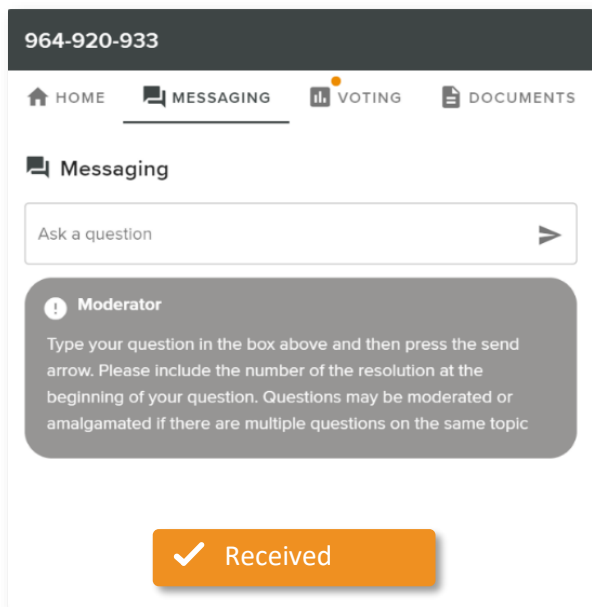 964-920-933
HOME MESSAGING VOTING DOCUMENTS
Messaging
Ask a question
Moderator
Type your question in the box above and then press the send
arrow. Please include the number of the resolution at the
beginning of your question. Questions may be moderated or
amalgamated if there are multiple questions on the same topic
Received